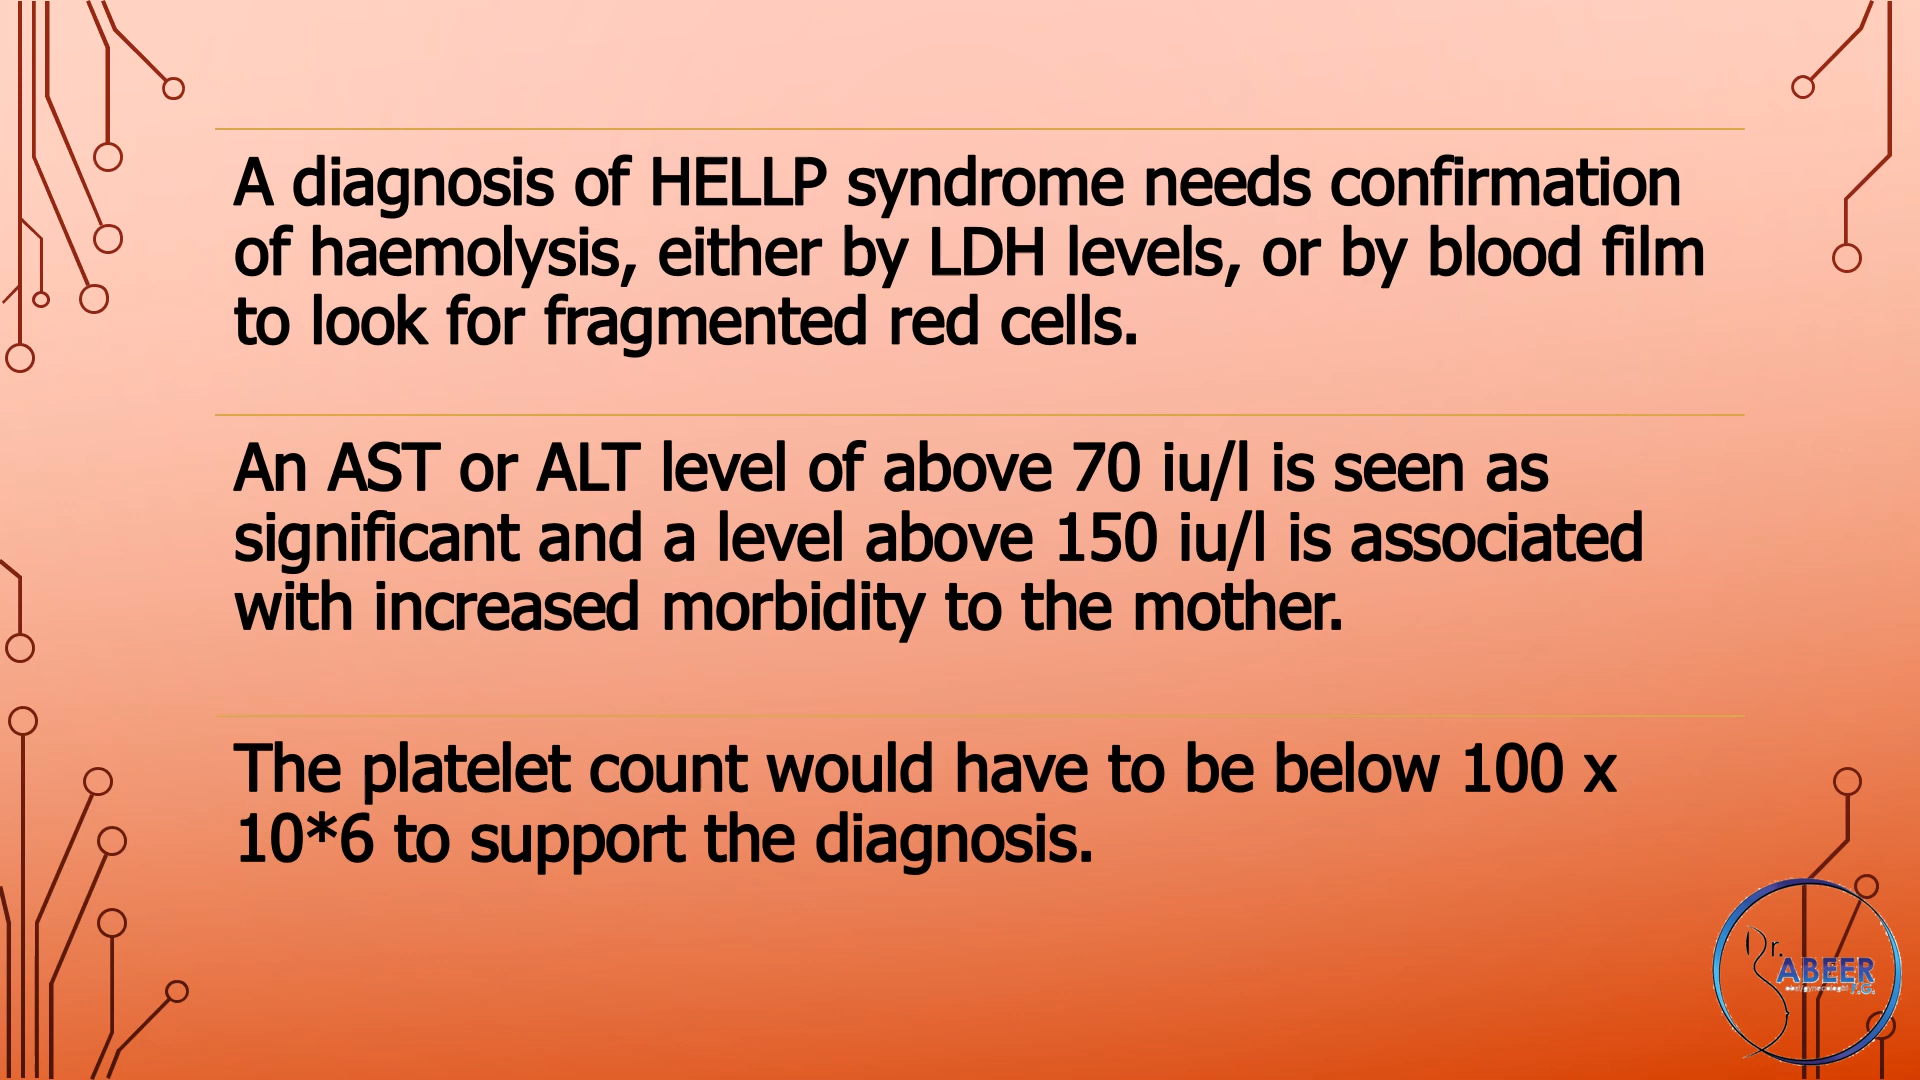 A diagnosis of HELLP syndrome needs confirmation
of haemolysis, either by LDH levels, or by blood film
to look for fragmented red cells.
An AST or ALT level of above 70 iu/l is seen as
significant and a level above 150 iu/l is associated
with increased morbidity to the mother.
The platelet count would have to be below 100 x
10*6 to support the diagnosis.
Dr.
ABEER
F.G.